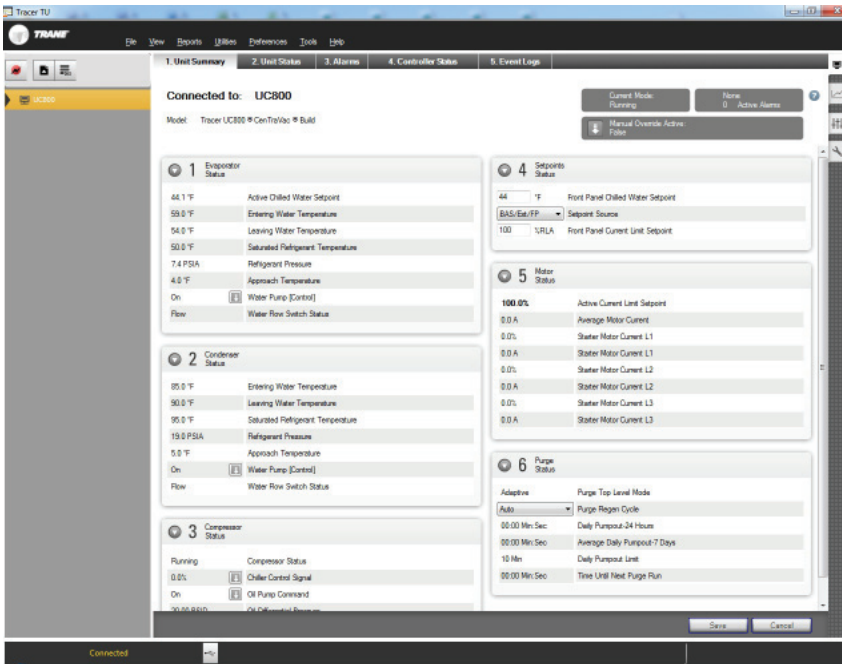 Tracer TU
TRANE
File View Reports Utilities Preferences Tools Help
1. Unit Summary 2. Unit Status 3. Alarms 4. Controller Status 5. Event Logs
UC800
Connected to: UC800
Model: Tracer UC800 ® CenTraVac ® Build
Current Mode:
Running
None
0 Active Alarms
Manual Override Active:
False
1 Evaporator Status
44.1 °F Active Chilled Water Setpoint
59.0 °F Entering Water Temperature
54.0 °F Leaving Water Temperature
50.0 °F Saturated Refrigerant Temperature
7.4 PSIA Refrigerant Pressure
4.0 °F Approach Temperature
On Water Pump [Control]
Flow Water Flow Switch Status
2 Condenser Status
85.0 °F Entering Water Temperature
90.0 °F Leaving Water Temperature
95.0 °F Saturated Refrigerant Temperature
19.0 PSIA Refrigerant Pressure
5.0 °F Approach Temperature
On Water Pump [Control]
Flow Water Flow Switch Status
3 Compressor Status
Running Compressor Status
0.0% Chiller Control Signal
On Oil Pump Command
Oil Differential Pressure
4 Setpoints Status
44 °F Front Panel Chilled Water Setpoint
BAS/Ext/FP Setpoint Source
100 %RLA Front Panel Current Limit Setpoint
5 Motor Status
100.0% Active Current Limit Setpoint
0.0 A Average Motor Current
0.0% Starter Motor Current L1
0.0 A Starter Motor Current L1
0.0% Starter Motor Current L2
0.0 A Starter Motor Current L2
0.0% Starter Motor Current L3
0.0 A Starter Motor Current L3
6 Purge Status
Adaptive Purge Top Level Mode
Auto Purge Regen Cycle
00:00 Min:Sec Daily Pumpout-24 Hours
00:00 Min:Sec Average Daily Pumpout-7 Days
10 Min Daily Pumpout Limit
00:00 Min:Sec Time Until Next Purge Run
Save Cancel
Connected